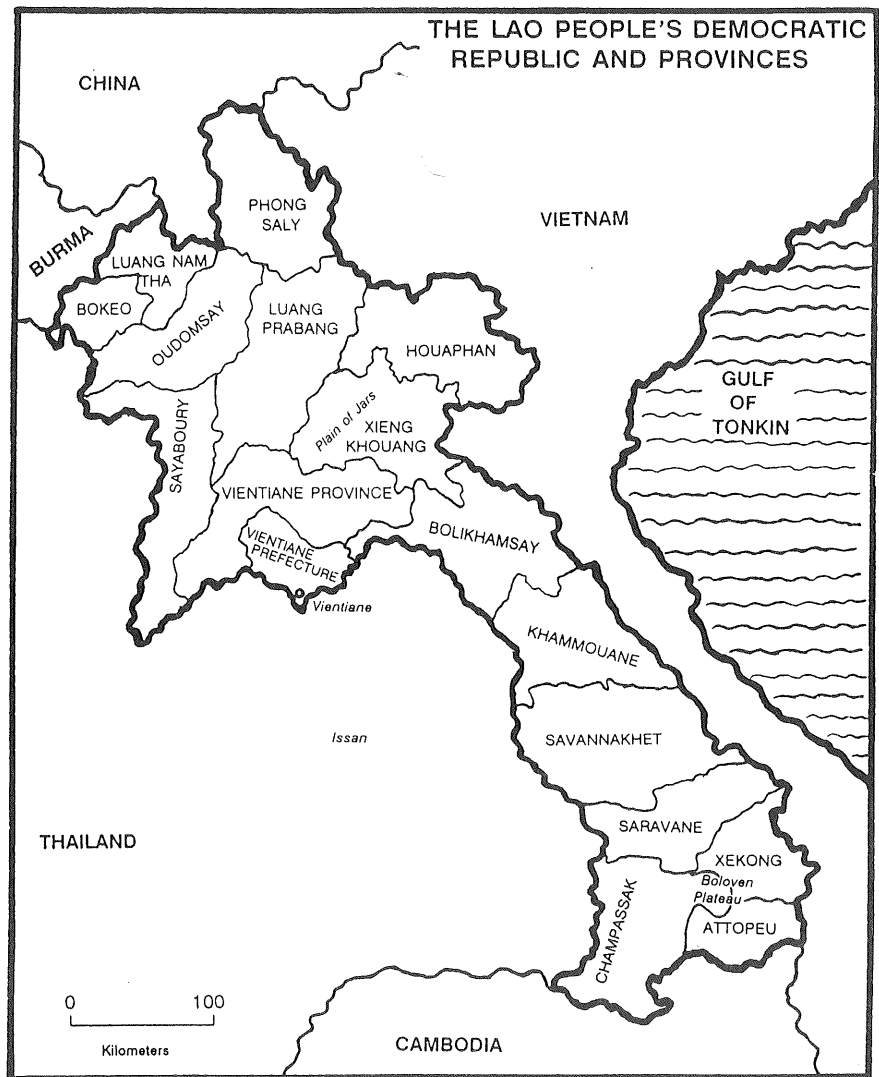 THE LAO PEOPLE'S DEMOCRATIC
REPUBLIC AND PROVINCES
CHINA
PHONG
SALY
VIETNAM
BURMA
LUANG NAM
THA
BOKEO
LUANG
PRABANG
OUDOMSAY
HOUAPHAN
GULF
OF
TONKIN
Plain of Jars
XIENG
KHOUANG
SAYABOURY
VIENTIANE PROVINCE
BOLIKHAMSAY
VIENTIANE
PREFECTURE
Vientiane
KHAMMOUANE
Issan
SAVANNAKHET
SARAVANE
THAILAND
XEKONG
Boloven
Plateau
ATTOPEU
CHAMPASSAK
0 100
Kilometers
CAMBODIA